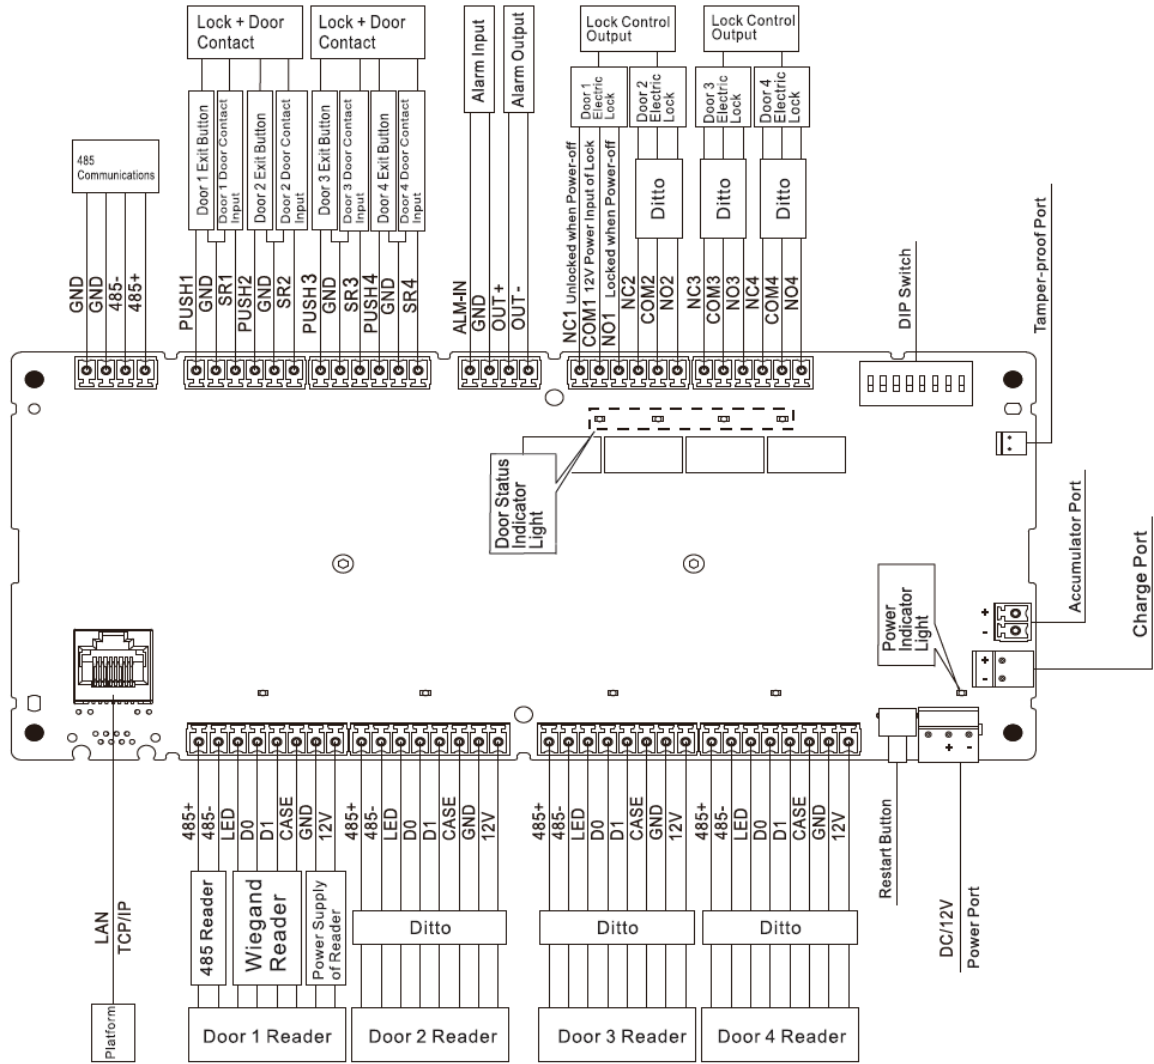 Lock + Door
Contact
Lock + Door
Contact
Alarm Input
Alarm Output
Lock Control
Output
Lock Control
Output
485
Communications
Door 1 Exit Button
Door 1 Door Contact
Input
Door 2 Exit Button
Door 2 Door Contact
Input
Door 3 Exit Button
Door 3 Door Contact
Input
Door 4 Exit Button
Door 4 Door Contact
Input
Door 1
Electric
Lock
Door 2
Electric
Lock
Door 3
Electric
Lock
Door 4
Electric
Lock
Ditto
Ditto
Ditto
GND
GND
485-
485+
PUSH1
GND
SR1
PUSH2
GND
SR2
PUSH3
GND
SR3
PUSH4
GND
SR4
ALM-IN
GND
OUT+
OUT-
NC1 Unlocked when Power-off
COM1 12V Power Input of Lock
NO1 Locked when Power-off
NC2
COM2
NO2
NC3
COM3
NO3
NC4
COM4
NO4
DIP Switch
Tamper-proof Port
Door Status
Indicator
Light
Accumulator Port
Charge Port
Power
Indicator
Light
+
-
+
-
+
-
485+
485-
LED
D0
D1
CASE
GND
12V
485+
485-
LED
D0
D1
CASE
GND
12V
485+
485-
LED
D0
D1
CASE
GND
12V
485+
485-
LED
D0
D1
CASE
GND
12V
Restart Button
DC/12V
Power Port
LAN
TCP/IP
Platform
485 Reader
Wiegand
Reader
Power Supply
of Reader
Ditto
Ditto
Ditto
Door 1 Reader
Door 2 Reader
Door 3 Reader
Door 4 Reader